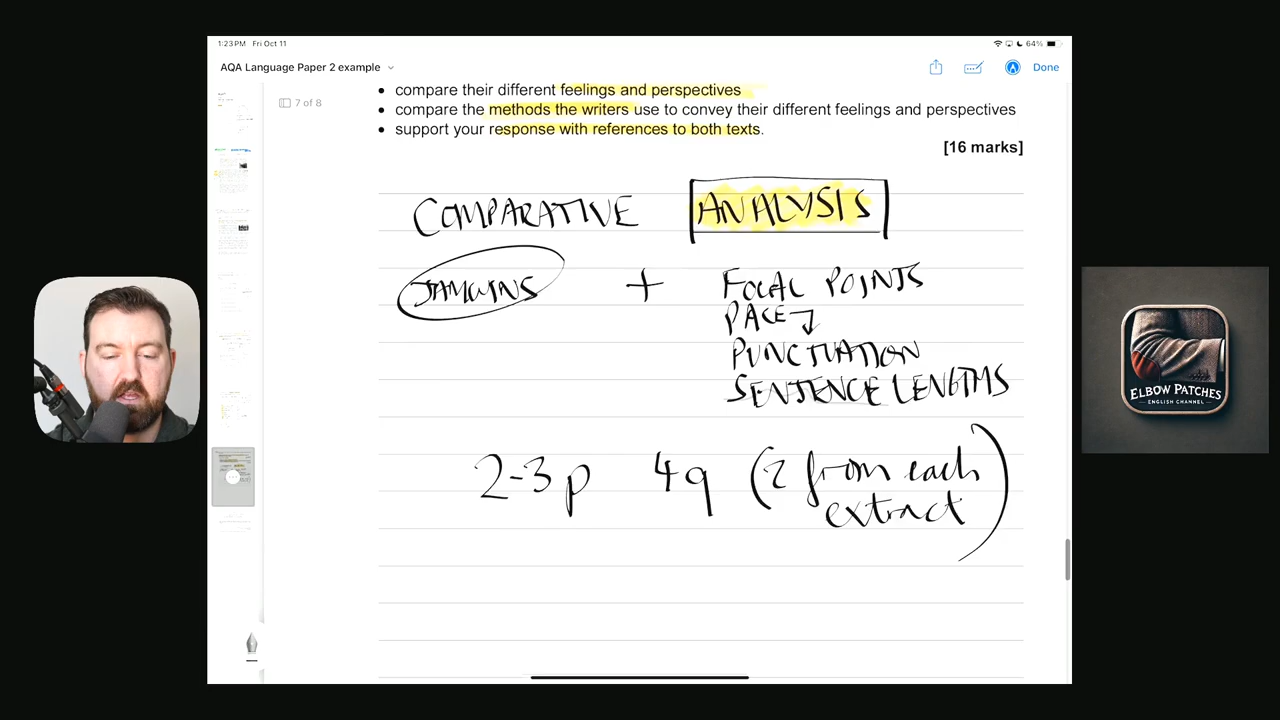 1:23 PM Fri Oct 11
64%
AQA Language Paper 2 example
Done
7 of 8
• compare their different feelings and perspectives
• compare the methods the writers use to convey their different feelings and perspectives
• support your response with references to both texts.
[16 marks]
COMPARATIVE ANALYSIS
+ FOCAL POINTS
PACE
PUNCTUATION
SENTENCE LENGTHS
2-3p 4q (2 from each
extract)
ELBOW PATCHES
ENGLISH CHANNEL